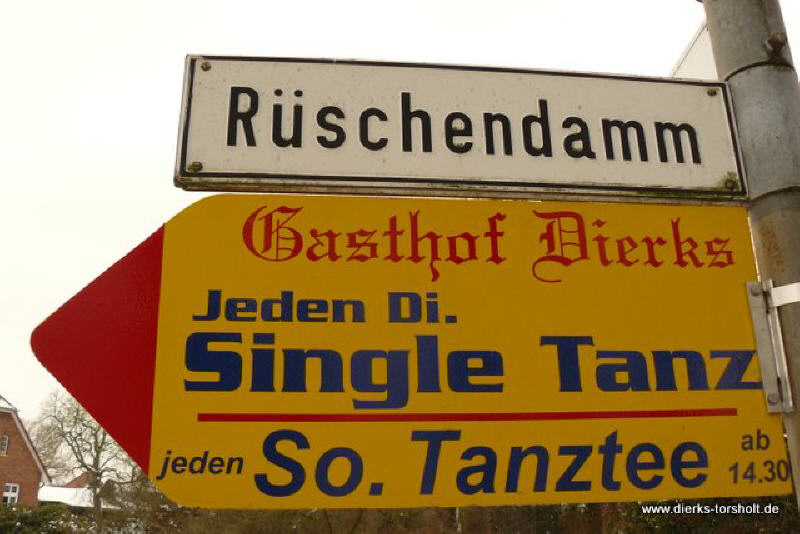 Rüschendamm
Gasthof Dierks
Jeden Di.
Single Tanz
jeden So. Tanztee ab 14.30
www.dierks-torsholt.de